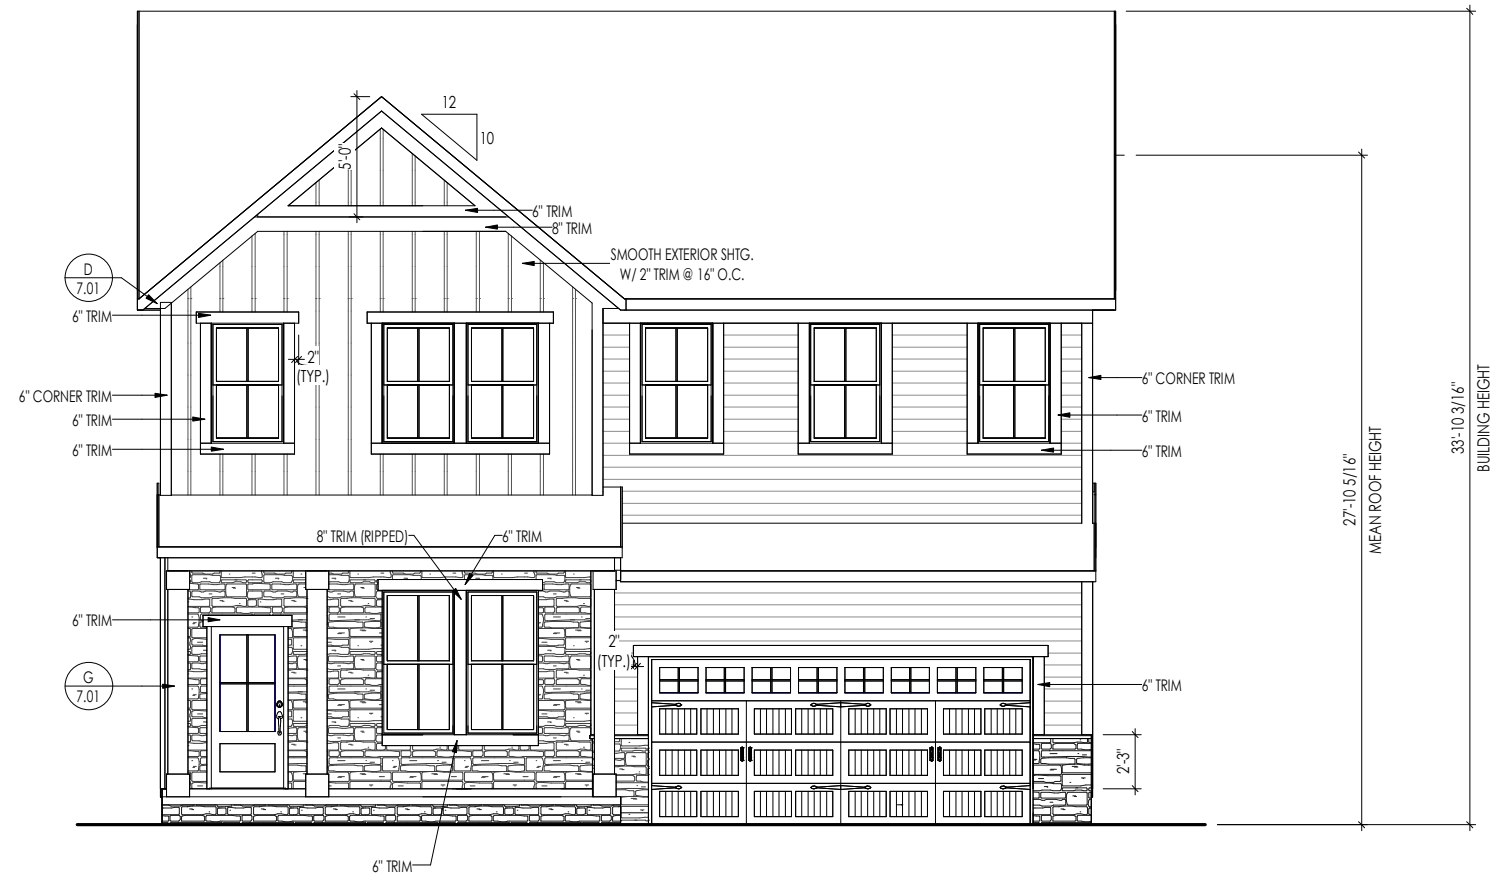 12
10
5'-0"
6" TRIM
8" TRIM
SMOOTH EXTERIOR SHTG.
W/ 2" TRIM @ 16" O.C.
D
7.01
6" TRIM
2"
(TYP.)
6" CORNER TRIM
6" TRIM
6" TRIM
6" CORNER TRIM
6" TRIM
6" TRIM
27'-10 5/16"
MEAN ROOF HEIGHT
33'-10 3/16"
BUILDING HEIGHT
8" TRIM (RIPPED)
6" TRIM
6" TRIM
2"
(TYP.)
G
7.01
6" TRIM
2'-3"
6" TRIM